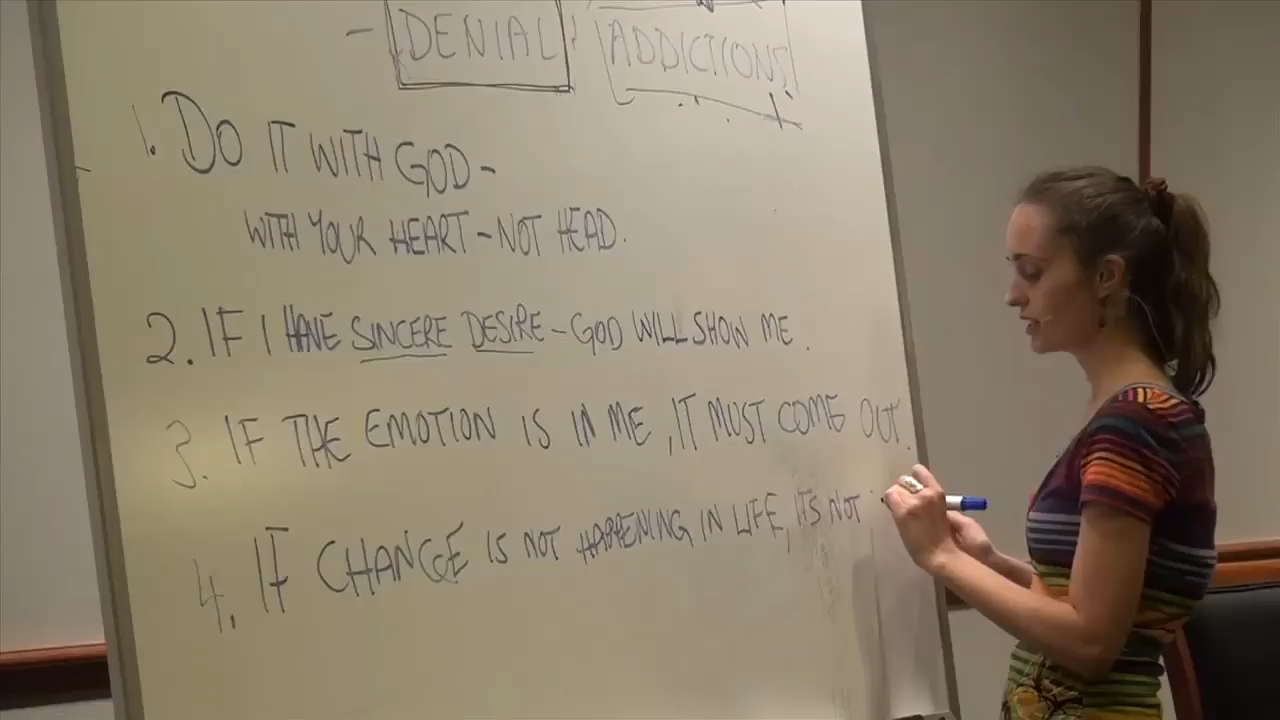 - DENIAL ADDICTIONS
1. DO IT WITH GOD -
WITH YOUR HEART - NOT HEAD.
2. IF I HAVE SINCERE DESIRE - GOD WILL SHOW ME.
3. IF THE EMOTION IS IN ME, IT MUST COME OUT.
4. IF CHANGE IS NOT HAPPENING IN LIFE, IT'S NOT